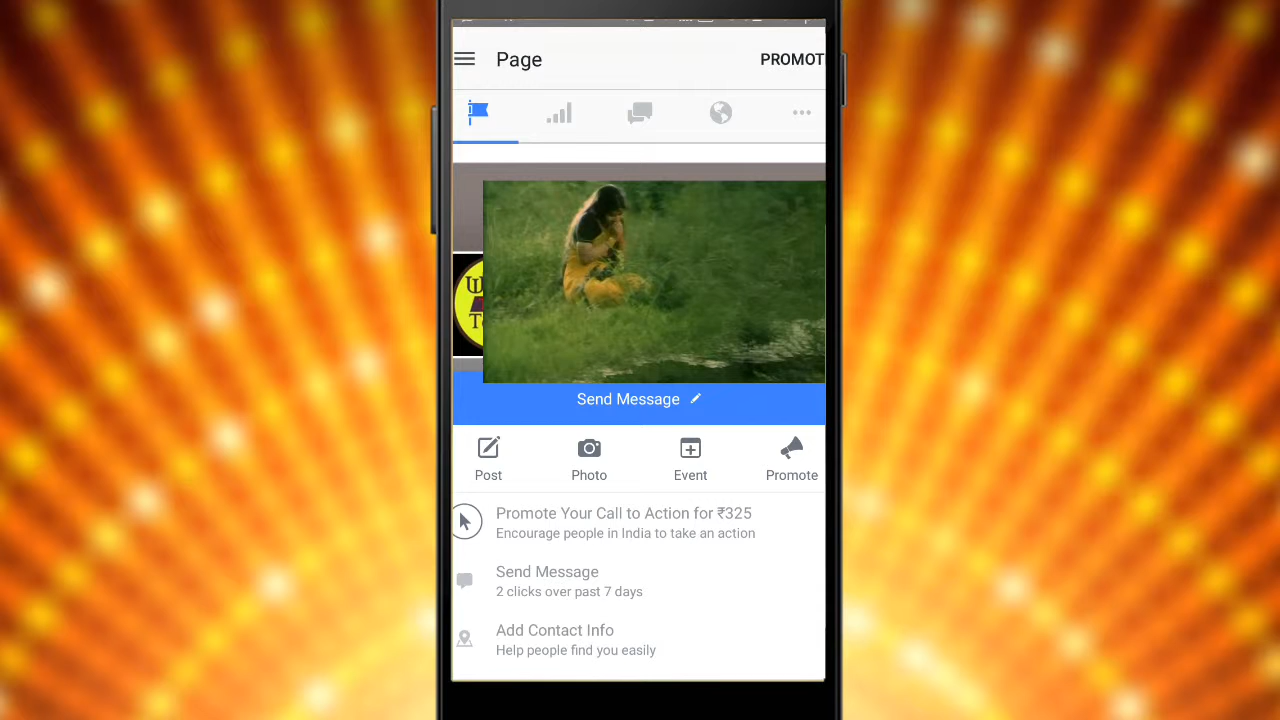 Page
PROMOT
Send Message
Post
Photo
Event
Promote
Promote Your Call to Action for ₹325
Encourage people in India to take an action
Send Message
2 clicks over past 7 days
Add Contact Info
Help people find you easily